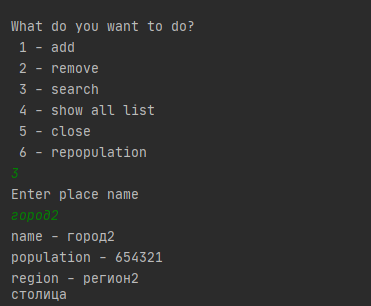 What do you want to do?
1 - add
2 - remove
3 - search
4 - show all list
5 - close
6 - repopulation
3
Enter place name
город2
name - город2
population - 654321
region - регион2
столица